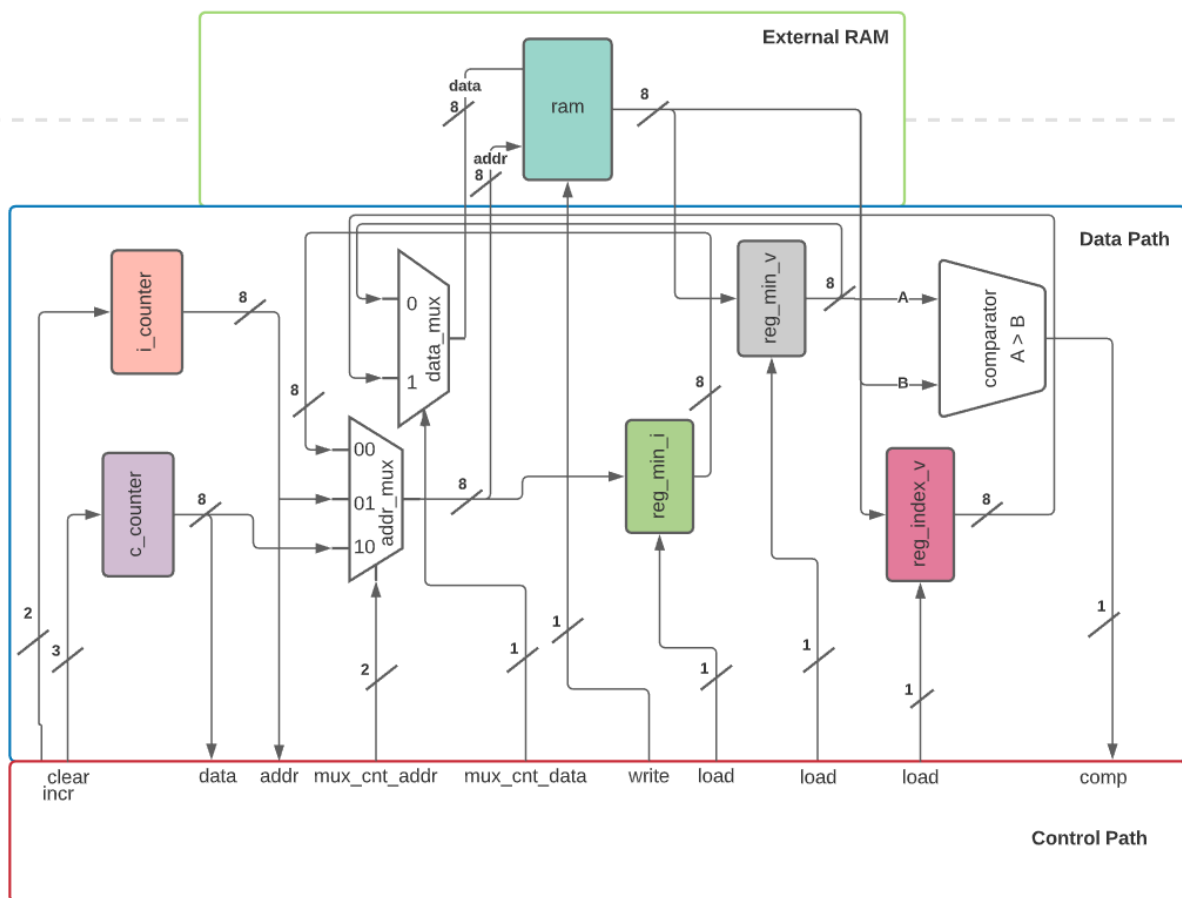 External RAM
data
8
ram
8
addr
8
Data Path
i_counter
8
0
1
data_mux
8
reg_min_v
8
A
B
comparator
A > B
c_counter
8
00
01
10
addr_mux
8
reg_min_i
8
reg_index_v
8
2
3
2
1
1
1
1
1
1
clear
incr
data
addr
mux_cnt_addr
mux_cnt_data
write
load
load
load
comp
Control Path